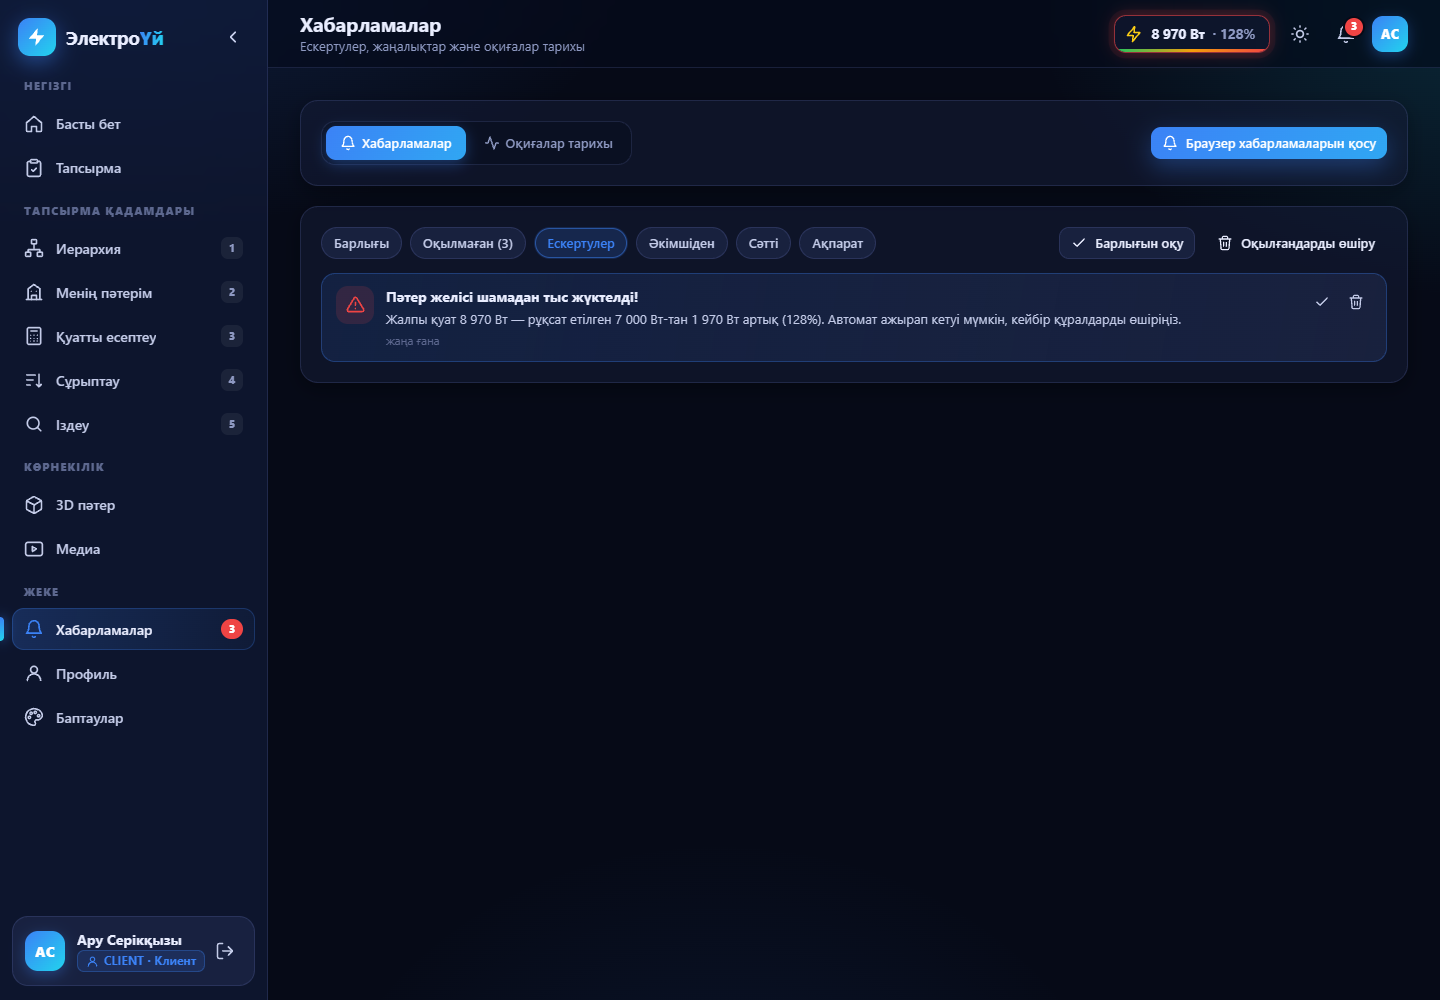 ЭлектроҮй
НЕГІЗГІ
Басты бет
Тапсырма
ТАПСЫРМА ҚАДАМДАРЫ
Иерархия 1
Менің пәтерім 2
Қуатты есептеу 3
Сұрыптау 4
Іздеу 5
КӨРНЕКІЛІК
3D пәтер
Медиа
ЖЕКЕ
Хабарламалар 3
Профиль
Баптаулар
АС Ару Серікқызы
CLIENT · Клиент
Хабарламалар
Ескертулер, жаңалықтар және оқиғалар тарихы
8 970 Вт · 128% 3 АС
Хабарламалар Оқиғалар тарихы Браузер хабарламаларын қосу
Барлығы Оқылмаған (3) Ескертулер Әкімшіден Сәтті Ақпарат Барлығын оқу Оқылғандарды өшіру
Пәтер желісі шамадан тыс жүктелді!
Жалпы қуат 8 970 Вт — рұқсат етілген 7 000 Вт-тан 1 970 Вт артық (128%). Автомат ажырап кетуі мүмкін, кейбір құралдарды өшіріңіз.
жаңа ғана